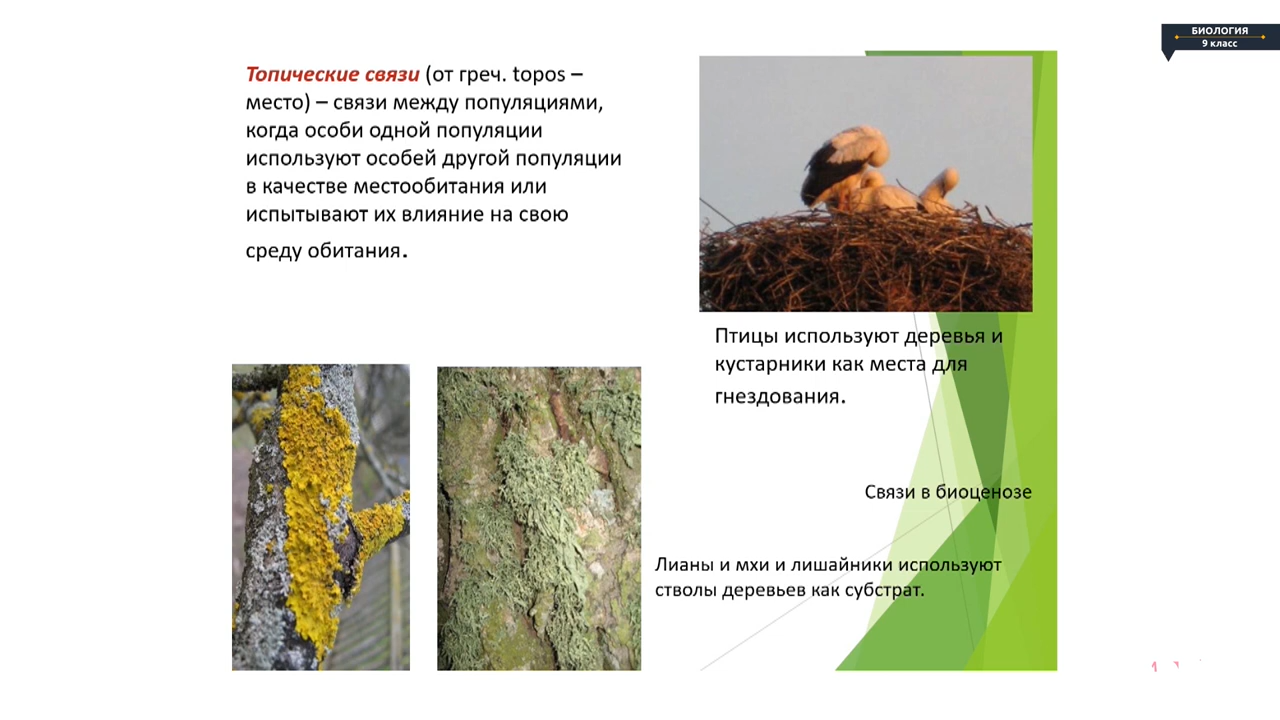 БИОЛОГИЯ
9 класс
Топические связи (от греч. topos –
место) – связи между популяциями,
когда особи одной популяции
используют особей другой популяции
в качестве местообитания или
испытывают их влияние на свою
среду обитания.
Птицы используют деревья и
кустарники как места для
гнездования.
Связи в биоценозе
Лианы и мхи и лишайники используют
стволы деревьев как субстрат.